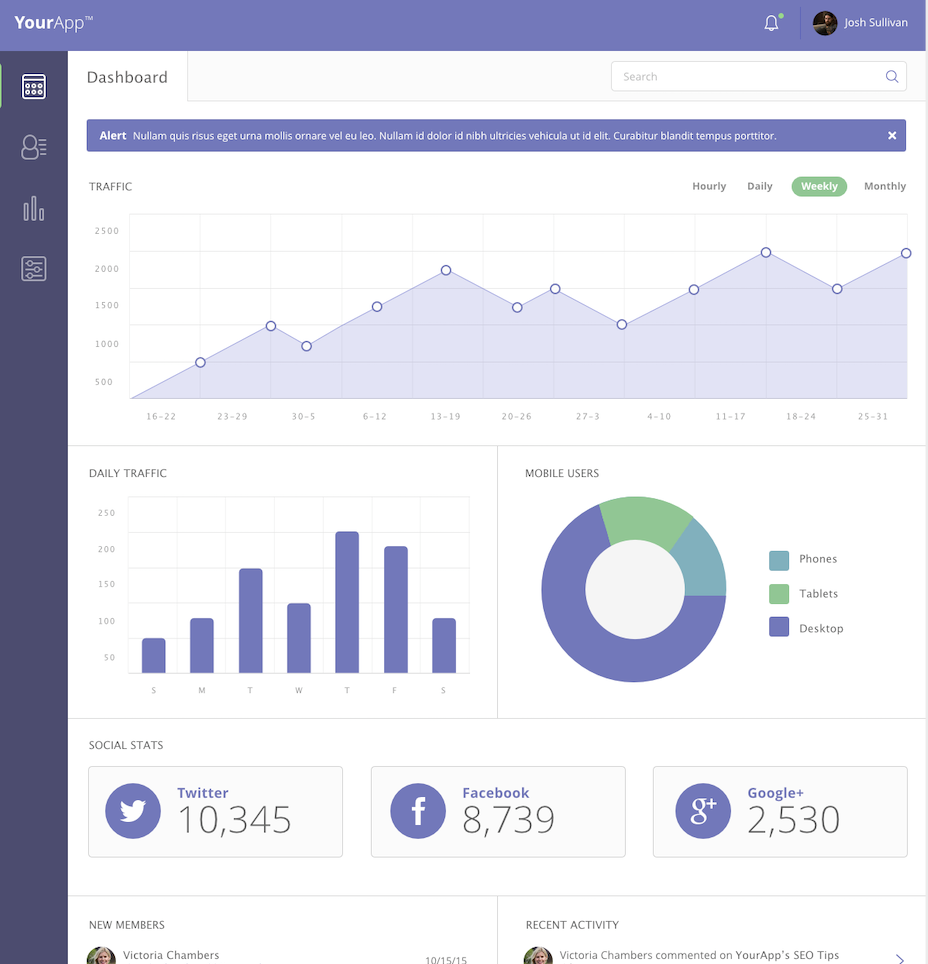 YourApp™
Josh Sullivan
Dashboard
Search
Alert Nullam quis risus eget urna mollis ornare vel eu leo. Nullam id dolor id nibh ultricies vehicula ut id elit. Curabitur blandit tempus porttitor.
TRAFFIC
Hourly Daily Weekly Monthly
2500
2000
1500
1000
500
16-22 23-29 30-5 6-12 13-19 20-26 27-3 4-10 11-17 18-24 25-31
DAILY TRAFFIC
250
200
150
100
50
S M T W T F S
MOBILE USERS
Phones
Tablets
Desktop
SOCIAL STATS
Twitter
10,345
Facebook
8,739
Google+
2,530
NEW MEMBERS
Victoria Chambers
10/15/15
RECENT ACTIVITY
Victoria Chambers commented on YourApp's SEO Tips